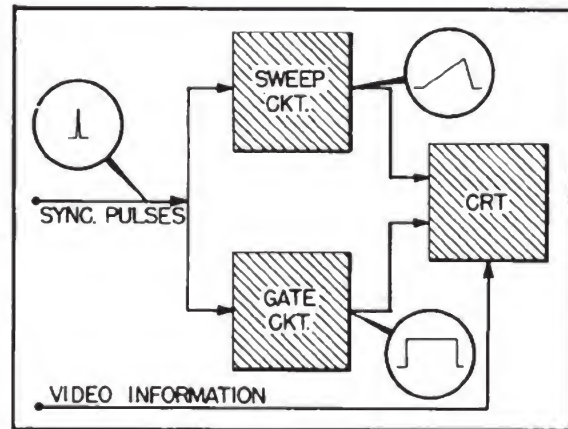 SWEEP
CKT.
SYNC. PULSES
CRT.
GATE
CKT.
VIDEO INFORMATION